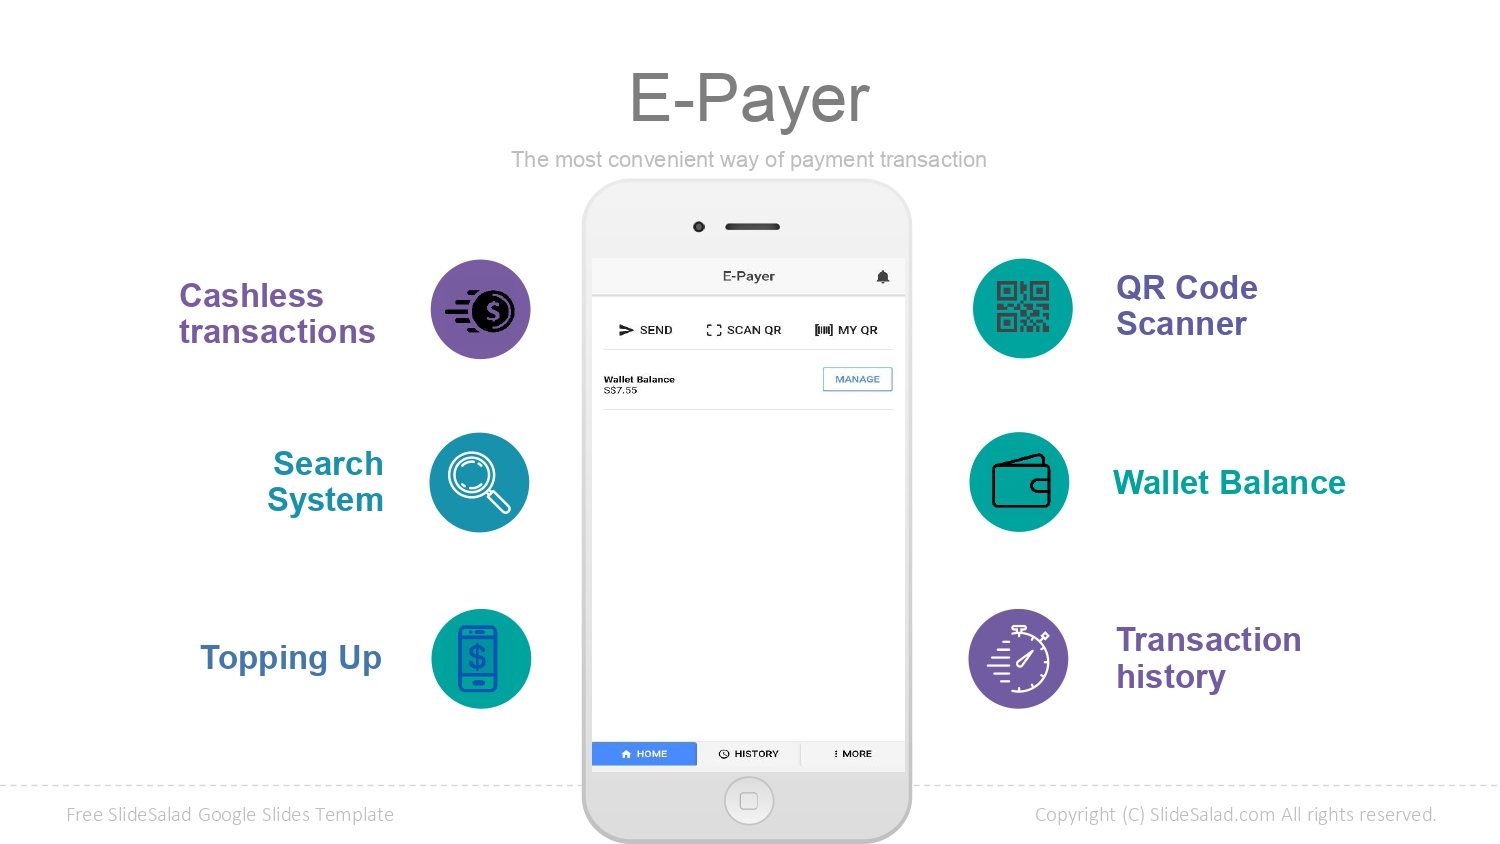 E-Payer
The most convenient way of payment transaction
Cashless
transactions
Search
System
Topping Up
E-Payer
SEND
SCAN QR
MY QR
Wallet Balance
S$7.55
MANAGE
HOME
HISTORY
MORE
QR Code
Scanner
Wallet Balance
Transaction
history
Free SlideSalad Google Slides Template
Copyright (C) SlideSalad.com All rights reserved.